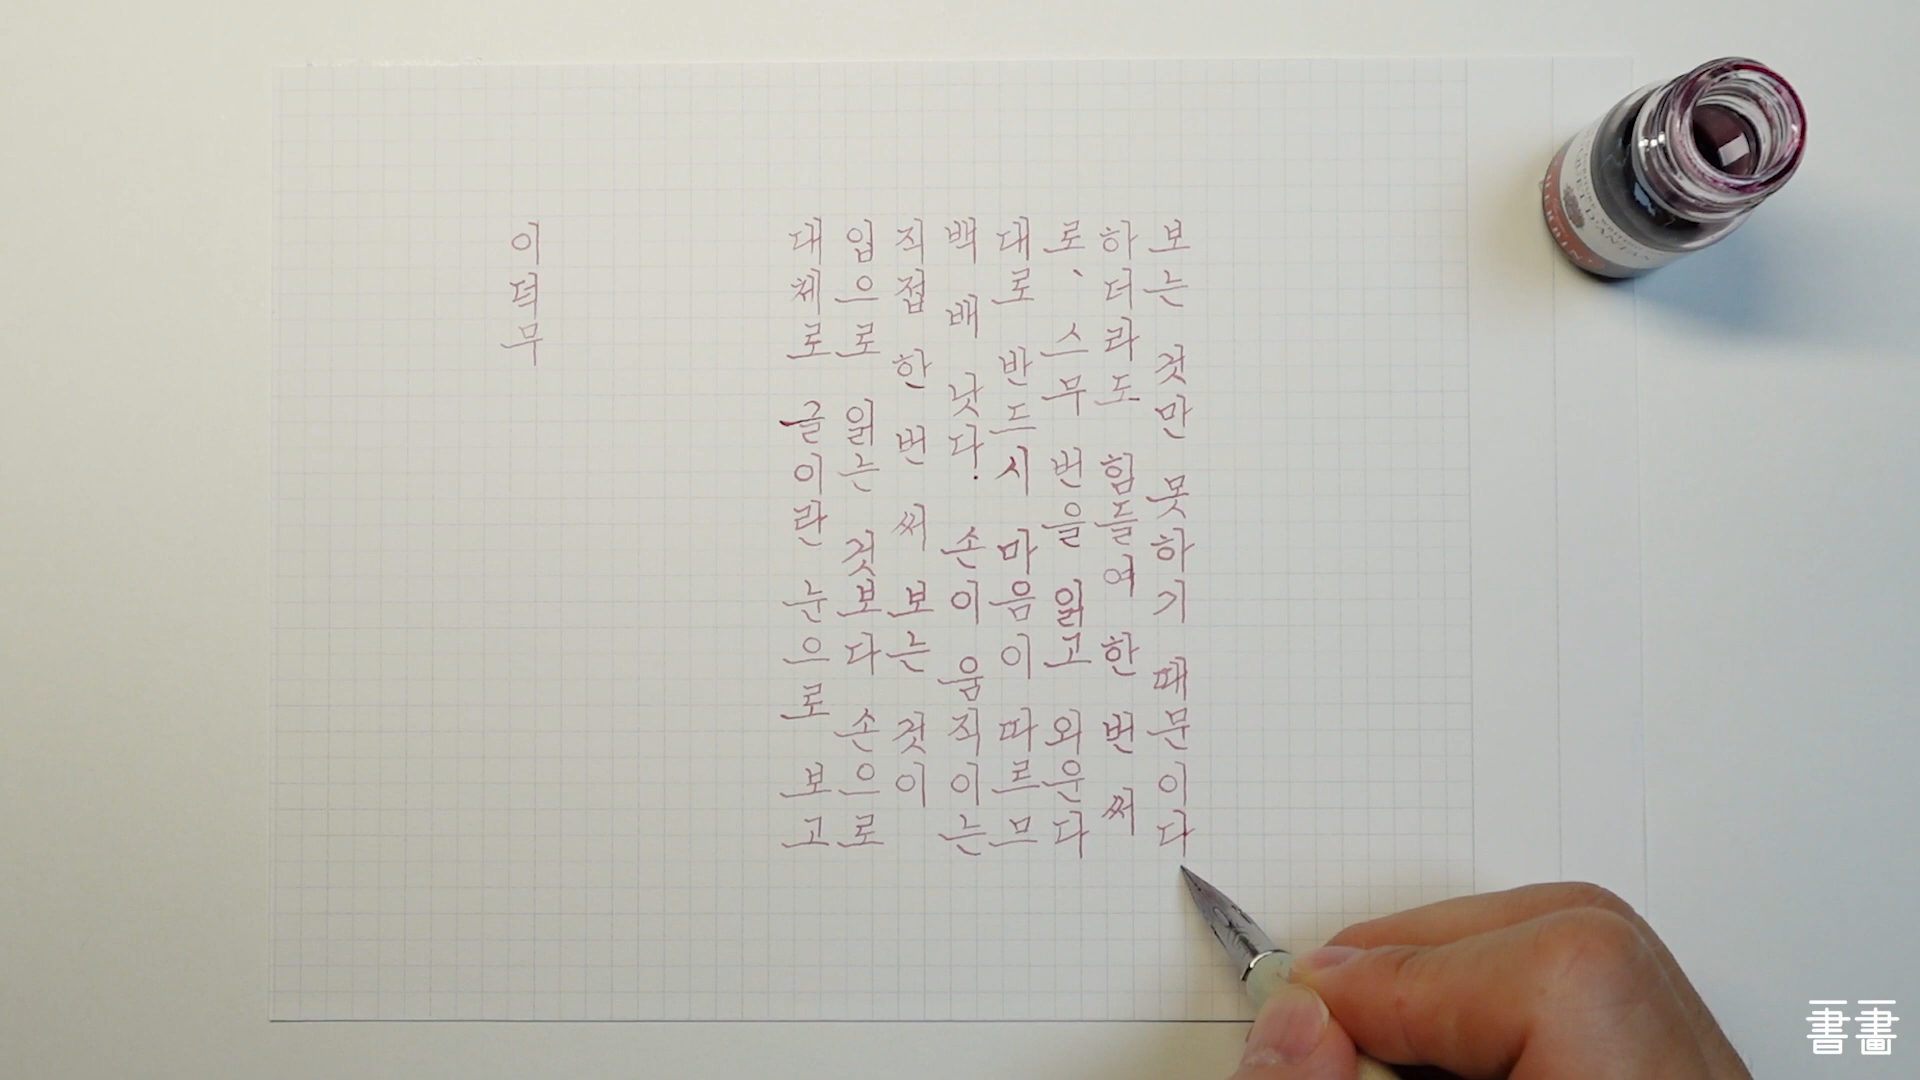 이덕무
대체로 글이란 눈으로 보고
입으로 읽는 것보다 손으로
직접 한 번 써 보는 것이
백 배 낫다. 손이 움직이는
대로 반드시 마음이 따르므
로、 스무 번을 읽고 외운다
하더라도 힘들여 한 번 써
보는 것만 못하기 때문이다
書畫